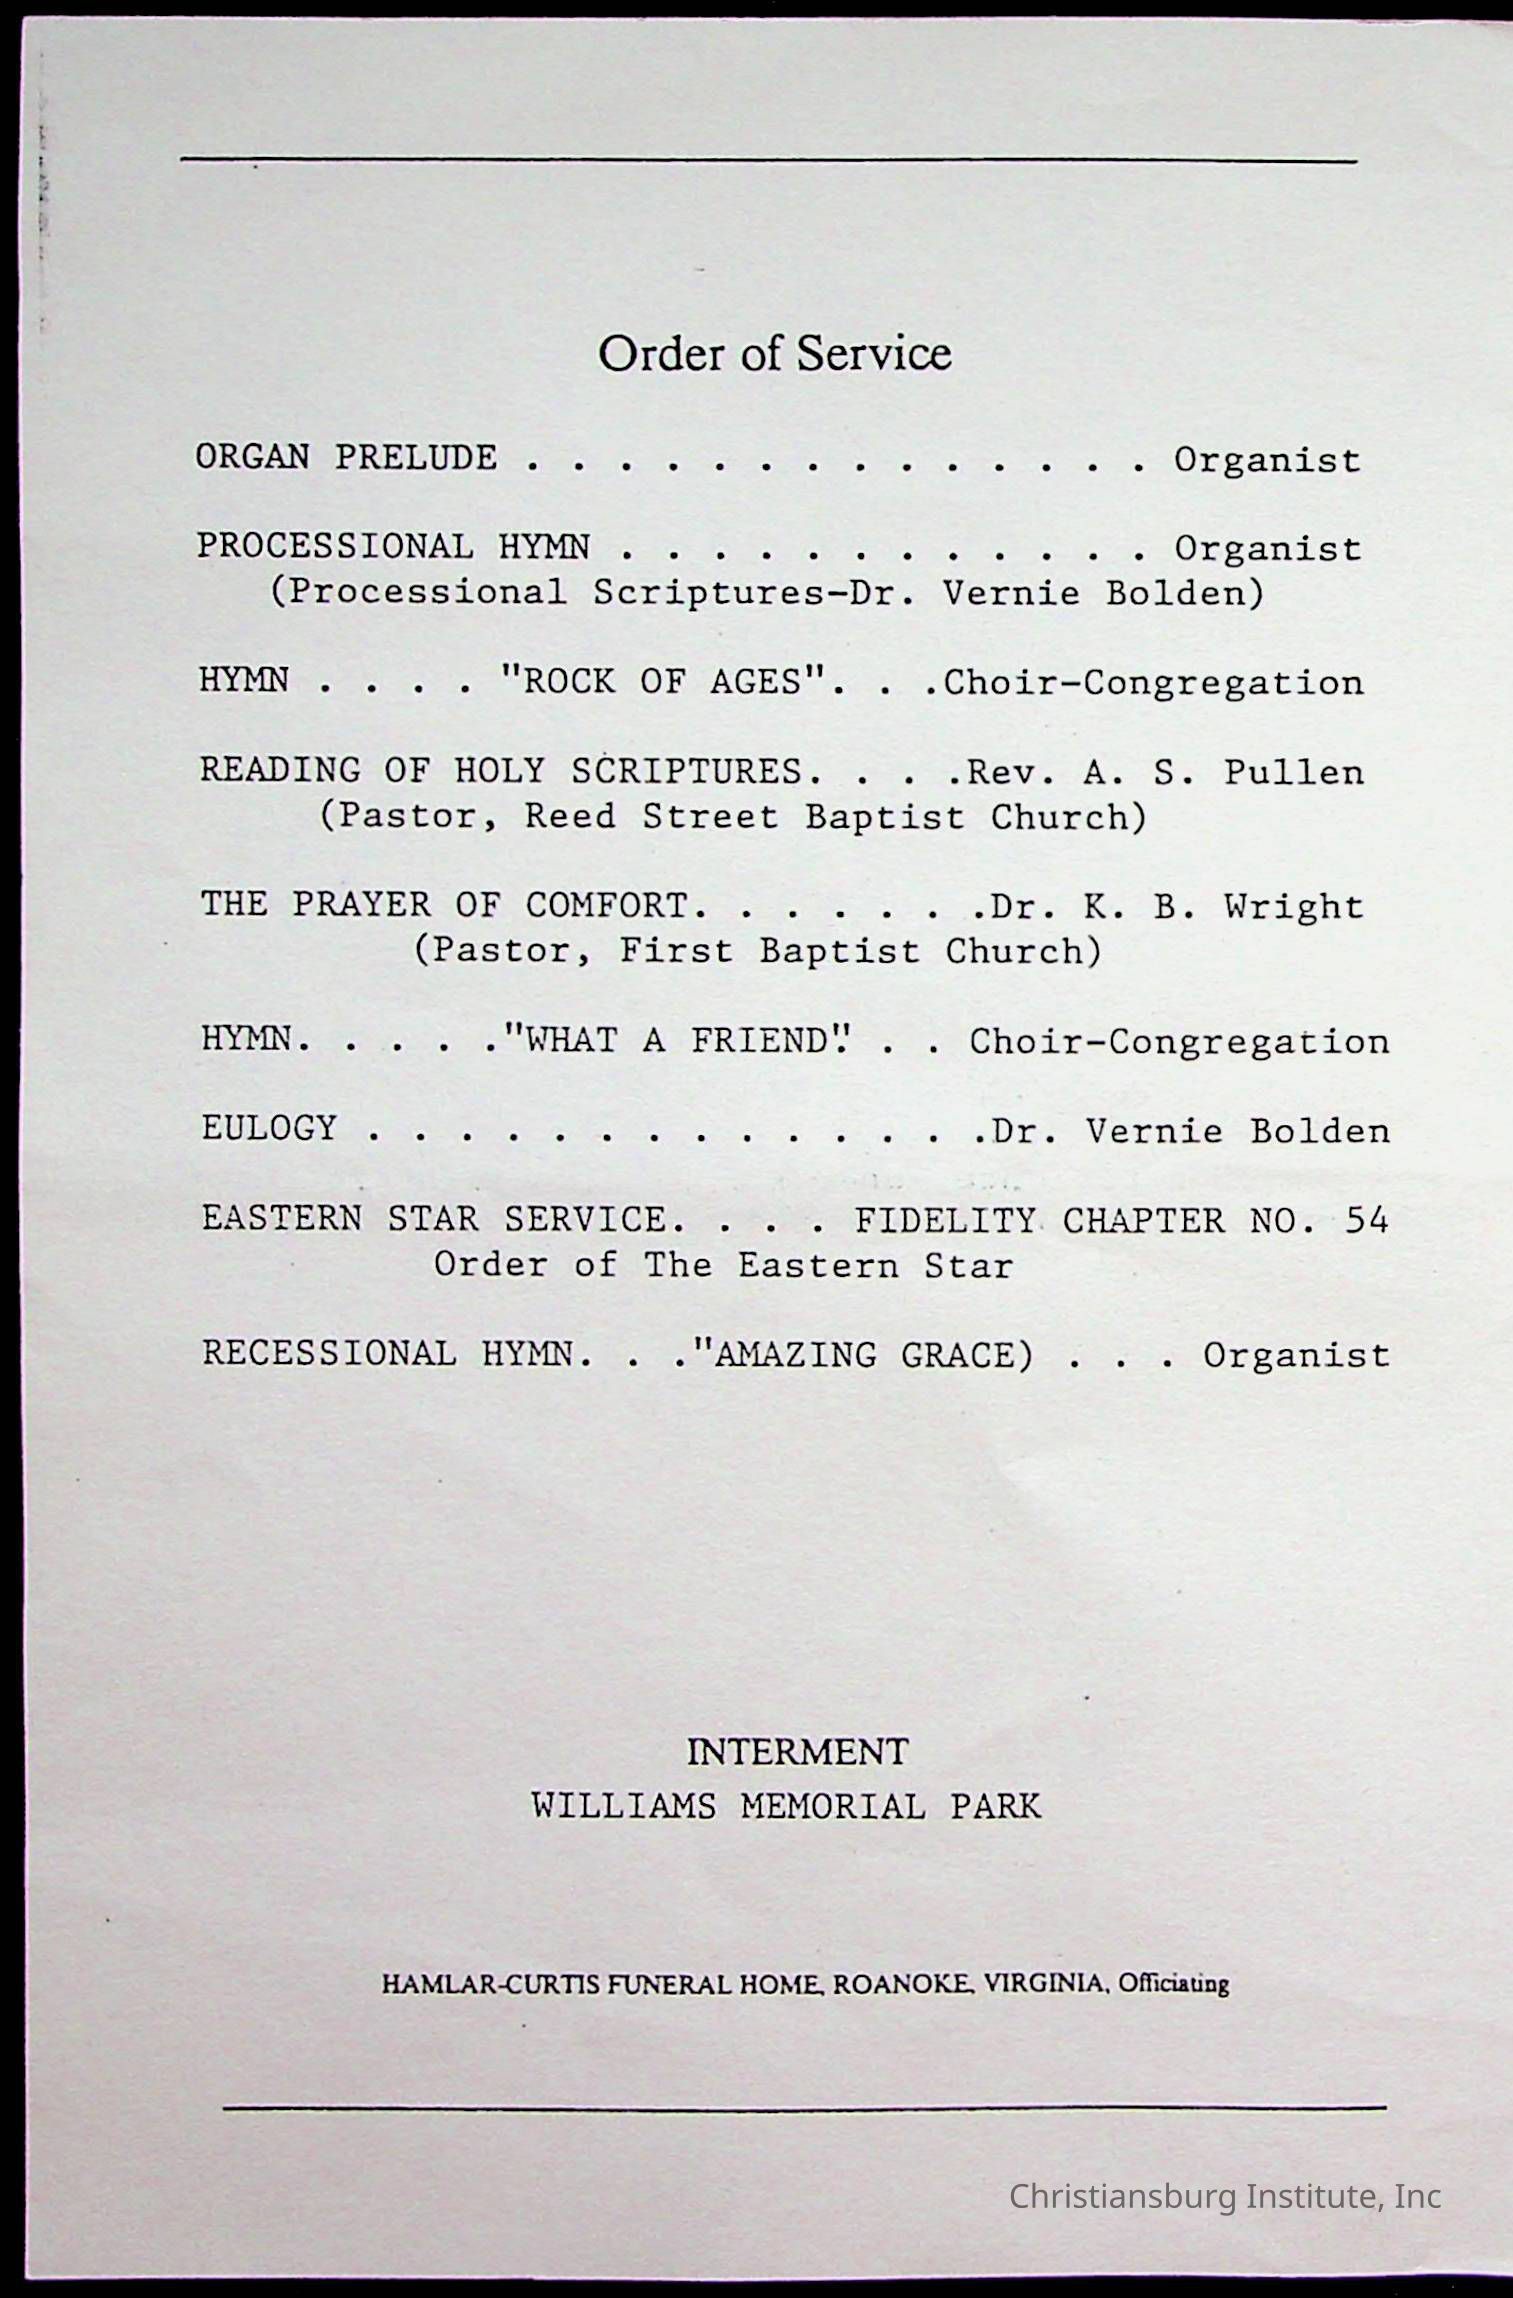 Order of Service
ORGAN PRELUDE . . . . . . . . . . . . . . Organist
PROCESSIONAL HYMN . . . . . . . . . . . . Organist
(Processional Scriptures-Dr. Vernie Bolden)
HYMN . . . . "ROCK OF AGES". . .Choir-Congregation
READING OF HOLY SCRIPTURES. . . .Rev. A. S. Pullen
(Pastor, Reed Street Baptist Church)
THE PRAYER OF COMFORT. . . . . . .Dr. K. B. Wright
(Pastor, First Baptist Church)
HYMN. . . . ."WHAT A FRIEND". . . Choir-Congregation
EULOGY . . . . . . . . . . . . . .Dr. Vernie Bolden
EASTERN STAR SERVICE. . . . FIDELITY CHAPTER NO. 54
Order of The Eastern Star
RECESSIONAL HYMN. . ."AMAZING GRACE) . . . Organist
INTERMENT
WILLIAMS MEMORIAL PARK
HAMLAR-CURTIS FUNERAL HOME, ROANOKE, VIRGINIA, Officiating
Christiansburg Institute, Inc